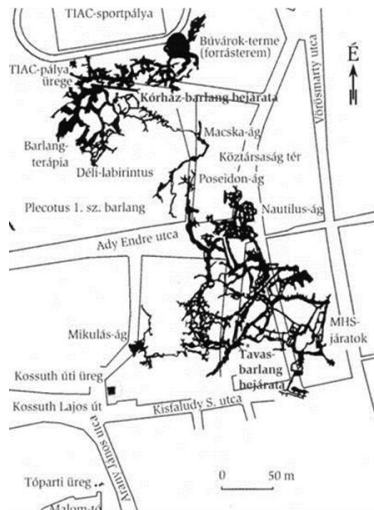 TIAC-sportpálya
Búvárok-terme
(forrásterem)
É
TIAC-pálya
ürege
Kórház-barlang bejárata
Vörösmarty utca
Macska-ág
Barlang-
terápia
Köztársaság tér
Déli-labirintus
Poseidon-ág
Plecotus 1. sz. barlang
Nautilus-ág
Ady Endre utca
MHS-
járatok
Mikulás-ág
Tavas-
barlang
bejárata
Kossuth úti üreg
Kossuth Lajos út
Kisfaludy S. utca
Arany János utca
Tóparti üreg
0 50 m
Malom-tó